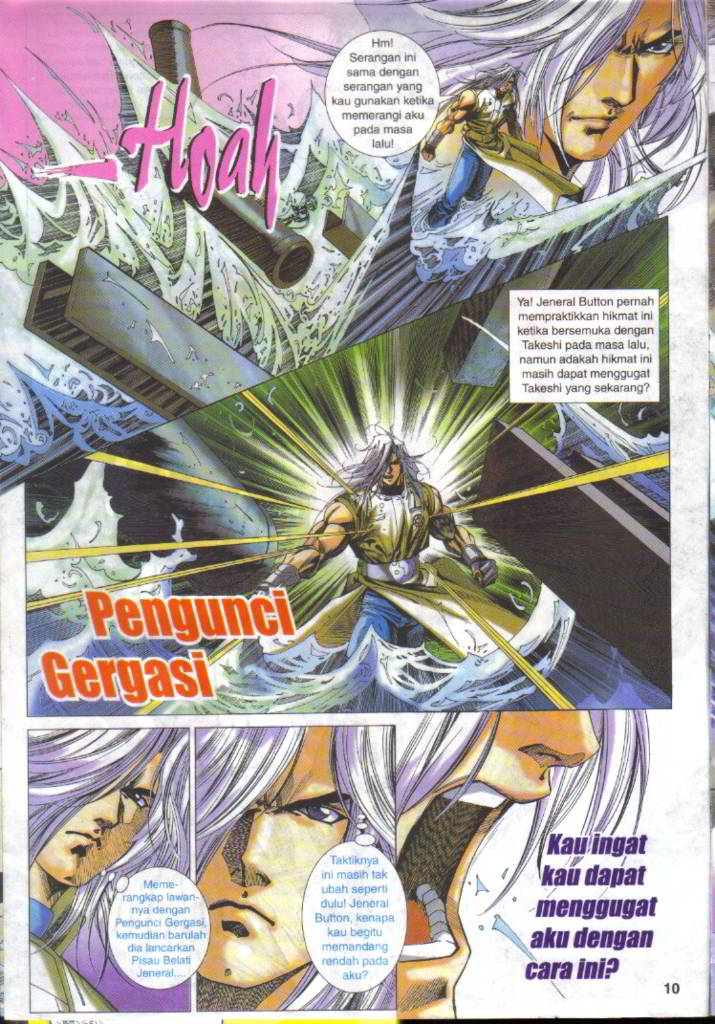 Hm!
Serangan ini
sama dengan
serangan yang
kau gunakan ketika
memerangi aku
pada masa
lalu!
Hoah
Ya! Jeneral Button pernah
mempraktikkan hikmat ini
ketika bersemuka dengan
Takeshi pada masa lalu,
namun adakah hikmat ini
masih dapat menggugat
Takeshi yang sekarang?
Pengunci
Gergasi
Meme-
rangkap lawan-
nya dengan
Pengunci Gergasi,
kemudian barulah
dia lancarkan
Pisau Belati
Jeneral....
Taktiknya
ini masih tak
ubah seperti
dulu! Jeneral
Button, kenapa
kau begitu
memandang
rendah pada
aku?
Kau ingat
kau dapat
menggugat
aku dengan
cara ini?
10